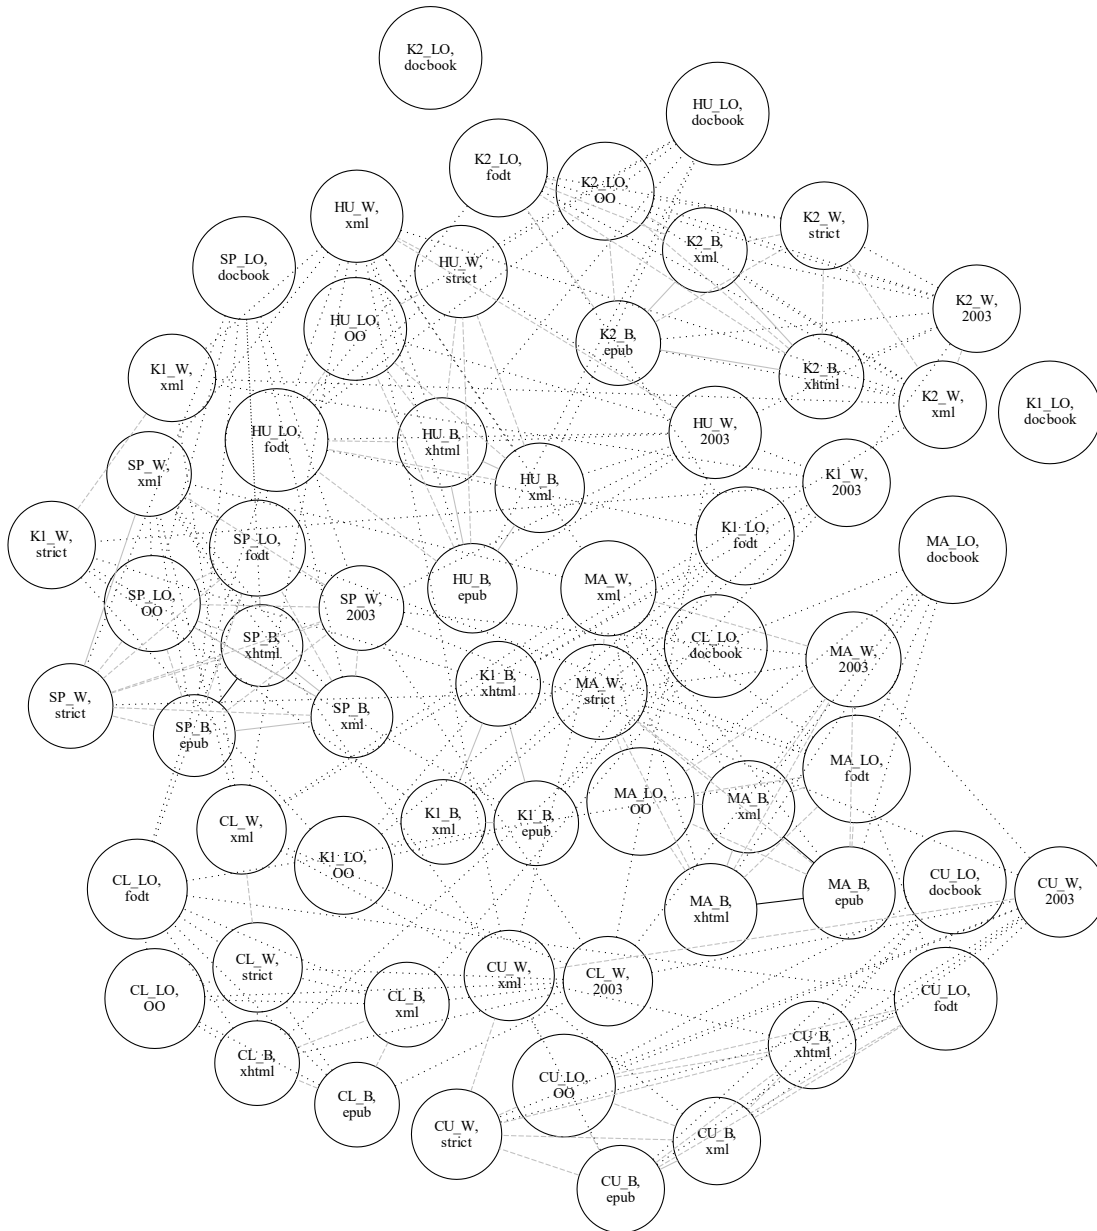 K2_LO,
docbook
HU_LO,
docbook
K2_LO,
fodt
K2_LO,
OO
HU_W,
xml
K2_W,
strict
K2_B,
xml
SP_LO,
docbook
HU_W,
strict
K2_W,
2003
HU_LO,
OO
K2_B,
epub
K2_B,
xhtml
K1_W,
xml
K2_W,
xml
K1_LO,
docbook
HU_LO,
fodt
HU_B,
xhtml
HU_W,
2003
SP_W,
xml
HU_B,
xml
K1_W,
2003
K1_W,
strict
SP_LO,
fodt
K1_LO,
fodt
MA_LO,
docbook
SP_LO,
OO
SP_W,
2003
HU_B,
epub
MA_W,
xml
SP_B,
xhtml
CL_LO,
docbook
MA_W,
2003
SP_W,
strict
SP_B,
epub
SP_B,
xml
K1_B,
xhtml
MA_W,
strict
MA_LO,
fodt
MA_LO,
OO
MA_B,
xml
CL_W,
xml
K1_B,
xml
K1_B,
epub
K1_LO,
OO
CL_LO,
fodt
MA_B,
xhtml
MA_B,
epub
CU_LO,
docbook
CU_W,
2003
CL_W,
strict
CU_W,
xml
CL_W,
2003
CL_LO,
OO
CL_B,
xml
CU_LO,
fodt
CL_B,
xhtml
CU_B,
xhtml
CL_B,
epub
CU_LO,
OO
CU_W,
strict
CU_B,
xml
CU_B,
epub